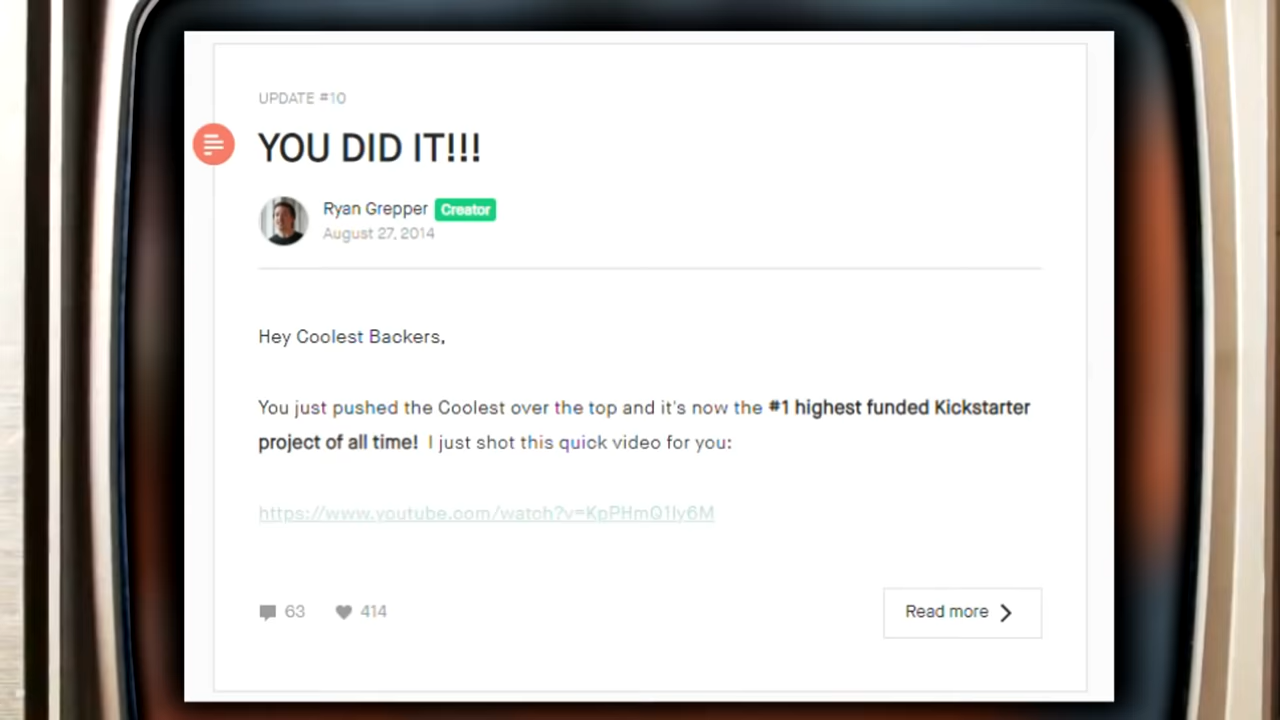 UPDATE #10
YOU DID IT!!!
Ryan Grepper Creator
August 27, 2014
Hey Coolest Backers,
You just pushed the Coolest over the top and it's now the #1 highest funded Kickstarter
project of all time! I just shot this quick video for you:
https://www.youtube.com/watch?v=KpPHmQ1Iy6M
63 414 Read more